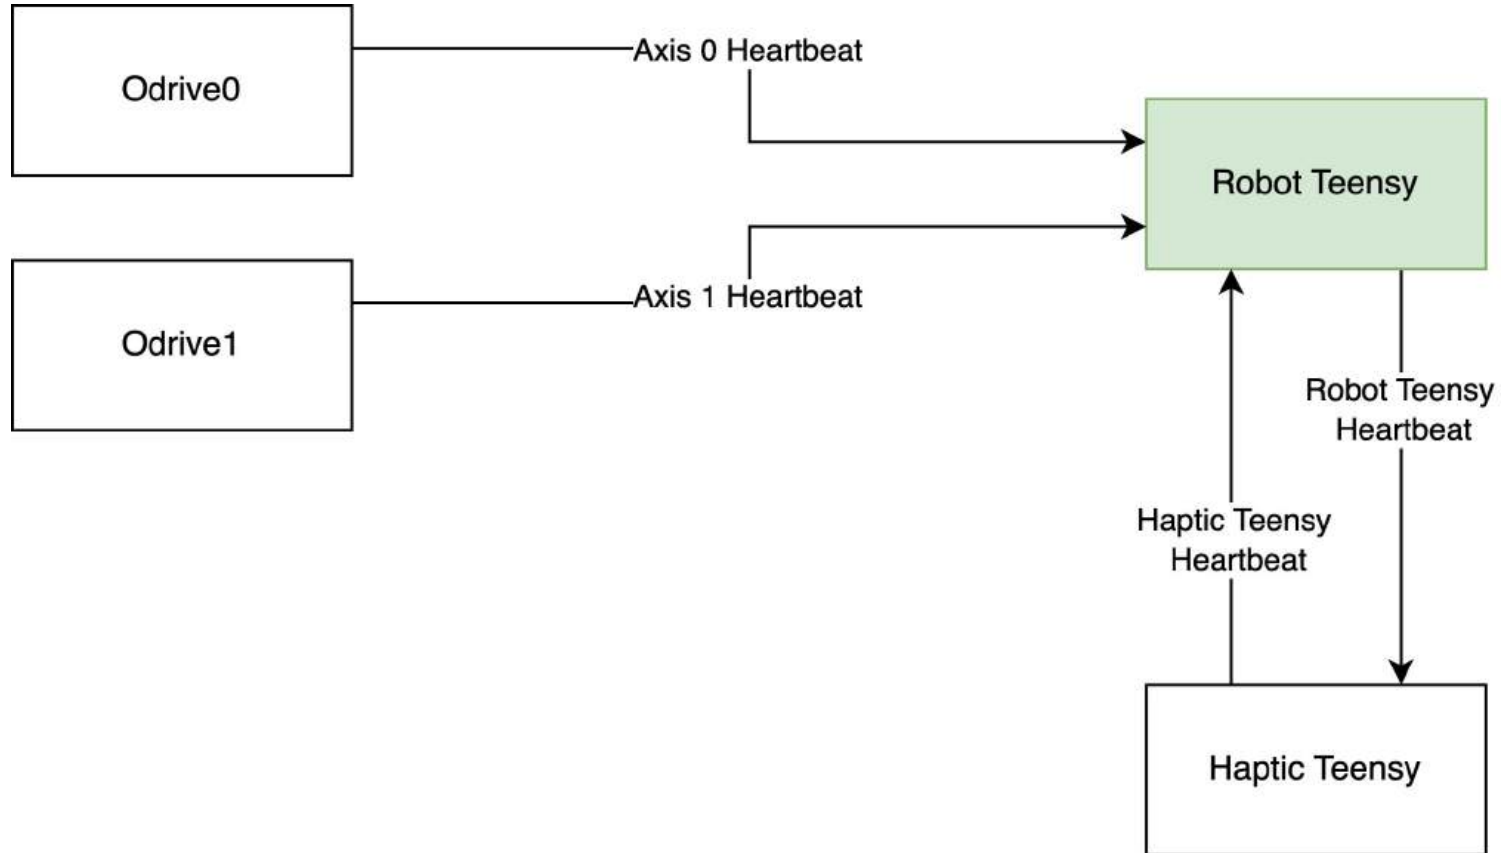 Odrive0
Axis 0 Heartbeat
Robot Teensy
Odrive1
Axis 1 Heartbeat
Robot Teensy
Heartbeat
Haptic Teensy
Heartbeat
Haptic Teensy